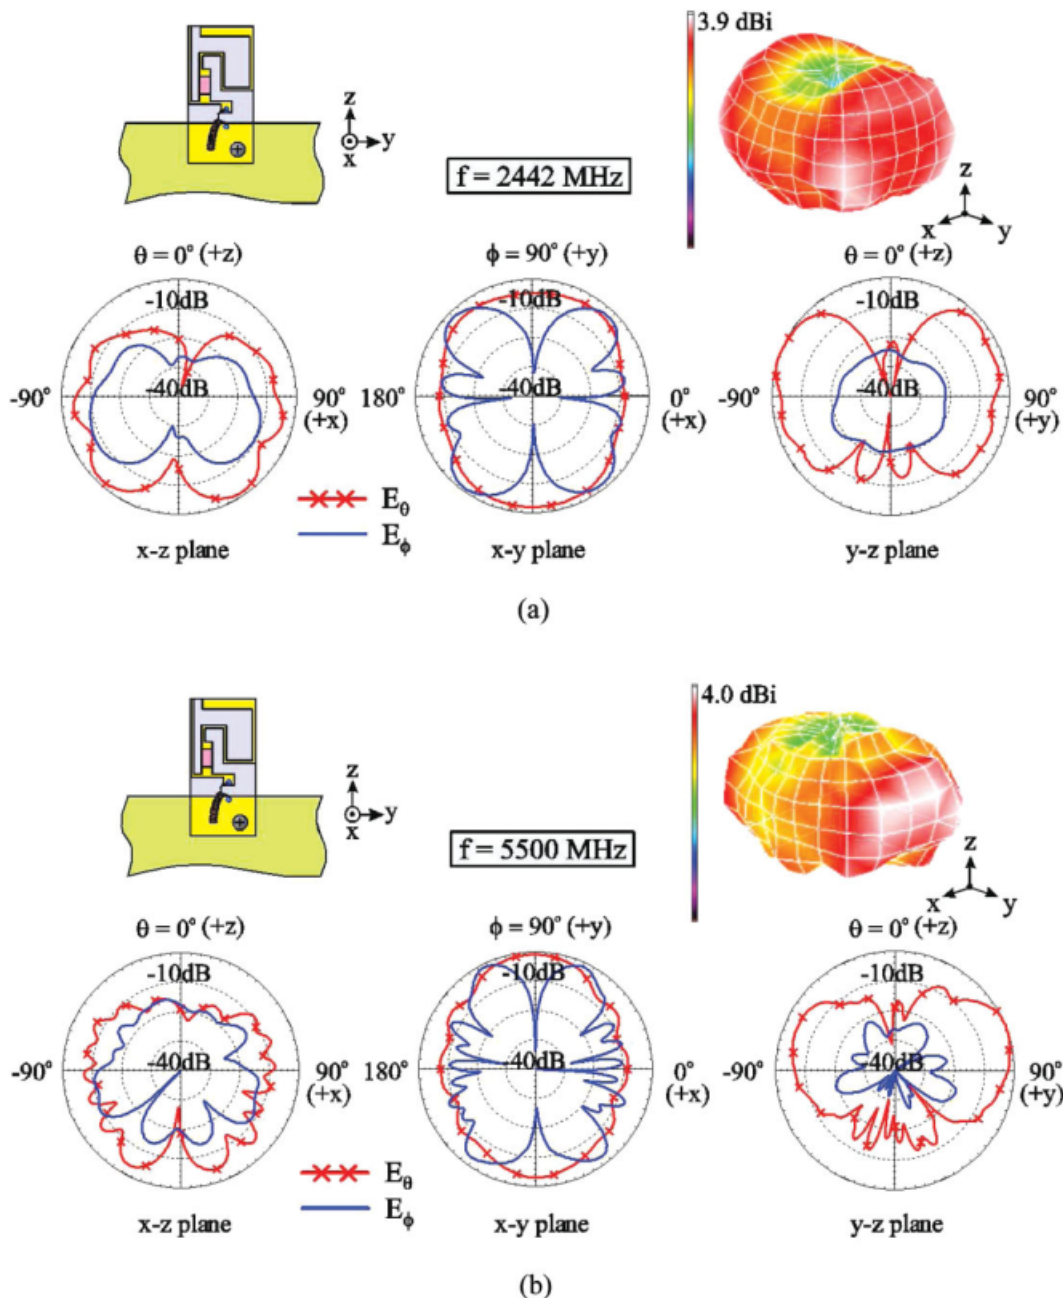 3.9 dBi
z
y
x
f = 2442 MHz
z
x
y
θ = 0° (+z)
ϕ = 90° (+y)
θ = 0° (+z)
-10dB
-10dB
-10dB
-90°
-40dB
90°
(+x)
180°
-40dB
0°
(+x)
-90°
-40dB
90°
(+y)
Eθ
Eϕ
x-z plane
x-y plane
y-z plane
(a)
4.0 dBi
z
y
x
f = 5500 MHz
z
x
y
θ = 0° (+z)
ϕ = 90° (+y)
θ = 0° (+z)
-10dB
-10dB
-10dB
-90°
-40dB
90°
(+x)
180°
-40dB
0°
(+x)
-90°
-40dB
90°
(+y)
Eθ
Eϕ
x-z plane
x-y plane
y-z plane
(b)